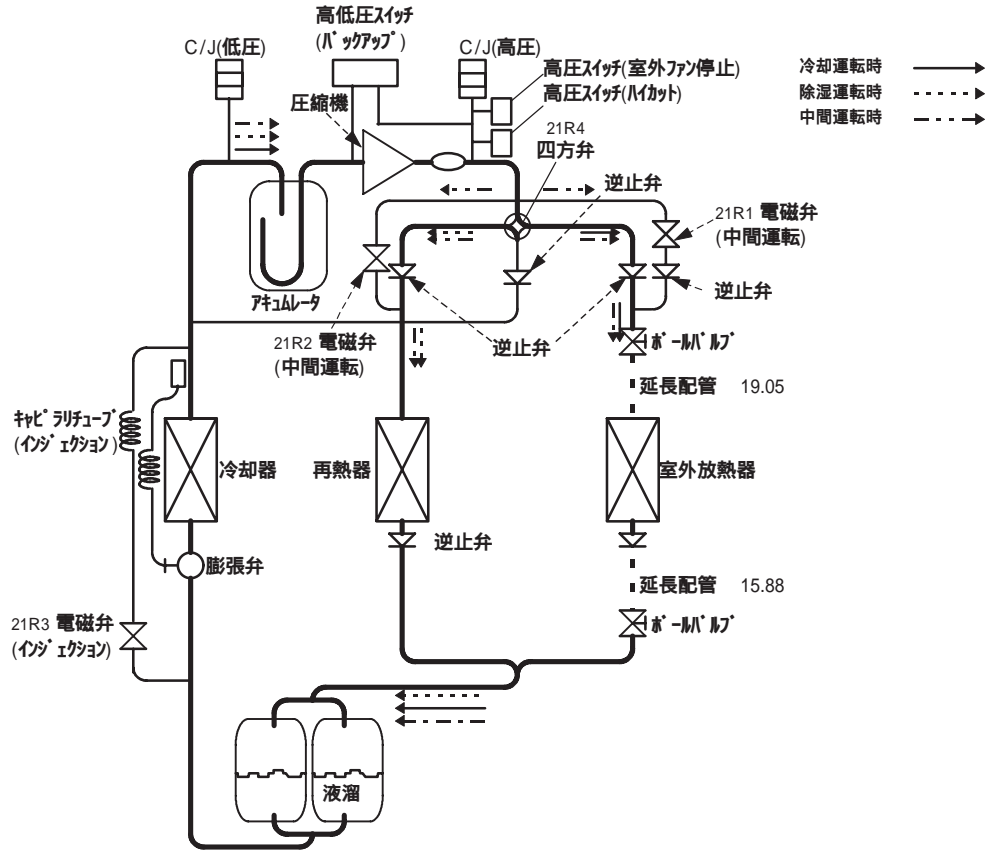 高低圧スイッチ
(バックアップ)
C/J(低圧)
C/J(高圧)
高圧スイッチ(室外ファン停止)
高圧スイッチ(ハイカット)
冷却運転時
除湿運転時
中間運転時
圧縮機
21R4
四方弁
逆止弁
21R1 電磁弁
(中間運転)
逆止弁
アキュムレータ
21R2 電磁弁
(中間運転)
逆止弁
ボールバルブ
延長配管 19.05
キャピラリチューブ
(インジェクション)
冷却器
再熱器
室外放熱器
逆止弁
膨張弁
延長配管 15.88
21R3 電磁弁
(インジェクション)
ボールバルブ
液溜